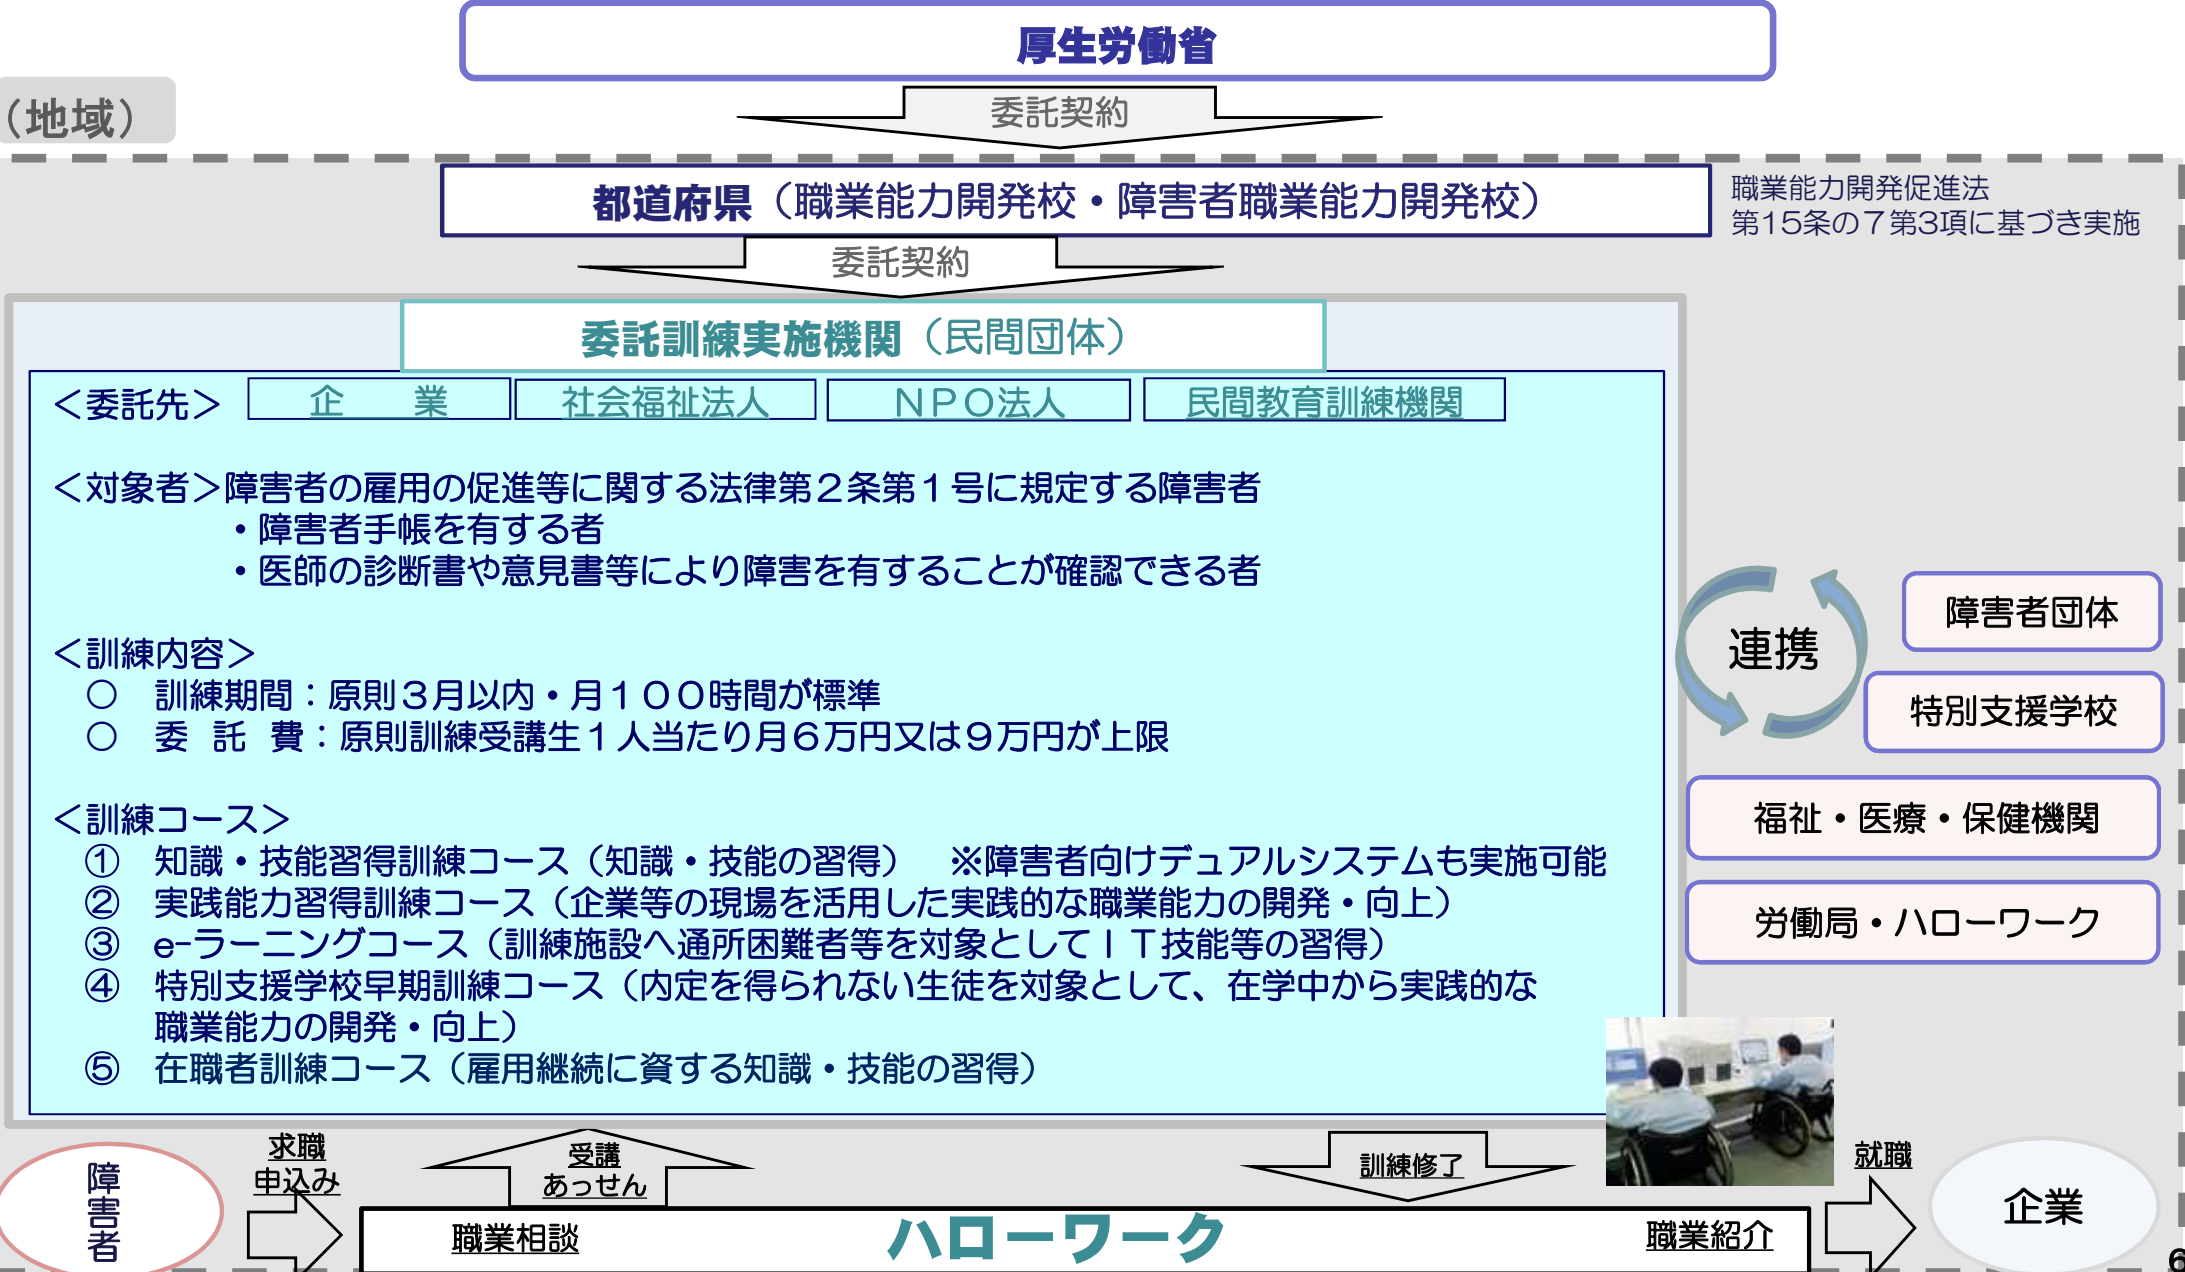 厚生労働省
委託契約
(地域)
都道府県（職業能力開発校・障害者職業能力開発校）
職業能力開発促進法
第15条の７第3項に基づき実施
委託契約
委託訓練実施機関（民間団体）
＜委託先＞ 企　業 社会福祉法人 ＮＰＯ法人 民間教育訓練機関
＜対象者＞障害者の雇用の促進等に関する法律第２条第１号に規定する障害者
・障害者手帳を有する者
・医師の診断書や意見書等により障害を有することが確認できる者
＜訓練内容＞
○　訓練期間：原則３月以内・月１００時間が標準
○　委 託 費：原則訓練受講生１人当たり月６万円又は９万円が上限
＜訓練コース＞
①　知識・技能習得訓練コース（知識・技能の習得）　※障害者向けデュアルシステムも実施可能
②　実践能力習得訓練コース（企業等の現場を活用した実践的な職業能力の開発・向上）
③　e-ラーニングコース（訓練施設へ通所困難者等を対象としてＩＴ技能等の習得）
④　特別支援学校早期訓練コース（内定を得られない生徒を対象として、在学中から実践的な
職業能力の開発・向上）
⑤　在職者訓練コース（雇用継続に資する知識・技能の習得）
連携
障害者団体
特別支援学校
福祉・医療・保健機関
労働局・ハローワーク
障害者
求職
申込み
受講
あっせん
訓練修了
就職
企業
職業相談
ハローワーク
職業紹介
6